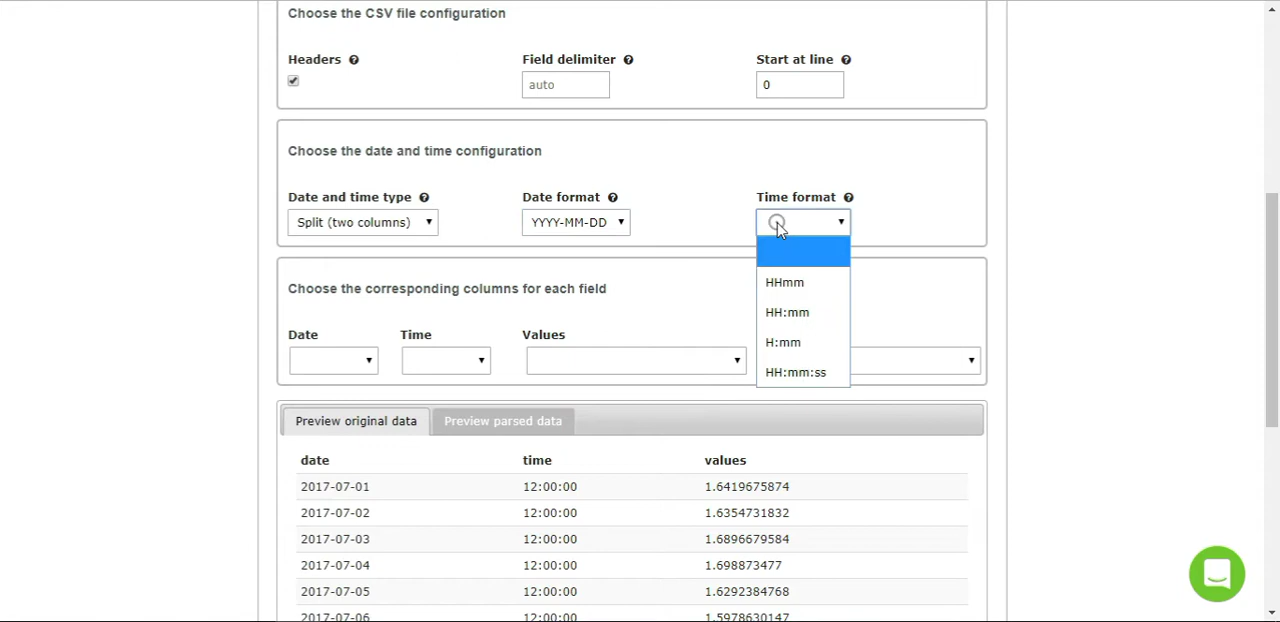 Choose the CSV file configuration
Headers ?
Field delimiter ?
Start at line ?
auto
0
Choose the date and time configuration
Date and time type ?
Date format ?
Time format ?
Split (two columns)
YYYY-MM-DD
HHmm
HH:mm
H:mm
HH:mm:ss
Choose the corresponding columns for each field
Date
Time
Values
Preview original data
Preview parsed data
date time values
2017-07-01 12:00:00 1.6419675874
2017-07-02 12:00:00 1.6354731832
2017-07-03 12:00:00 1.6896679584
2017-07-04 12:00:00 1.698873477
2017-07-05 12:00:00 1.6292384768
2017-07-06 12:00:00 1.5978630147